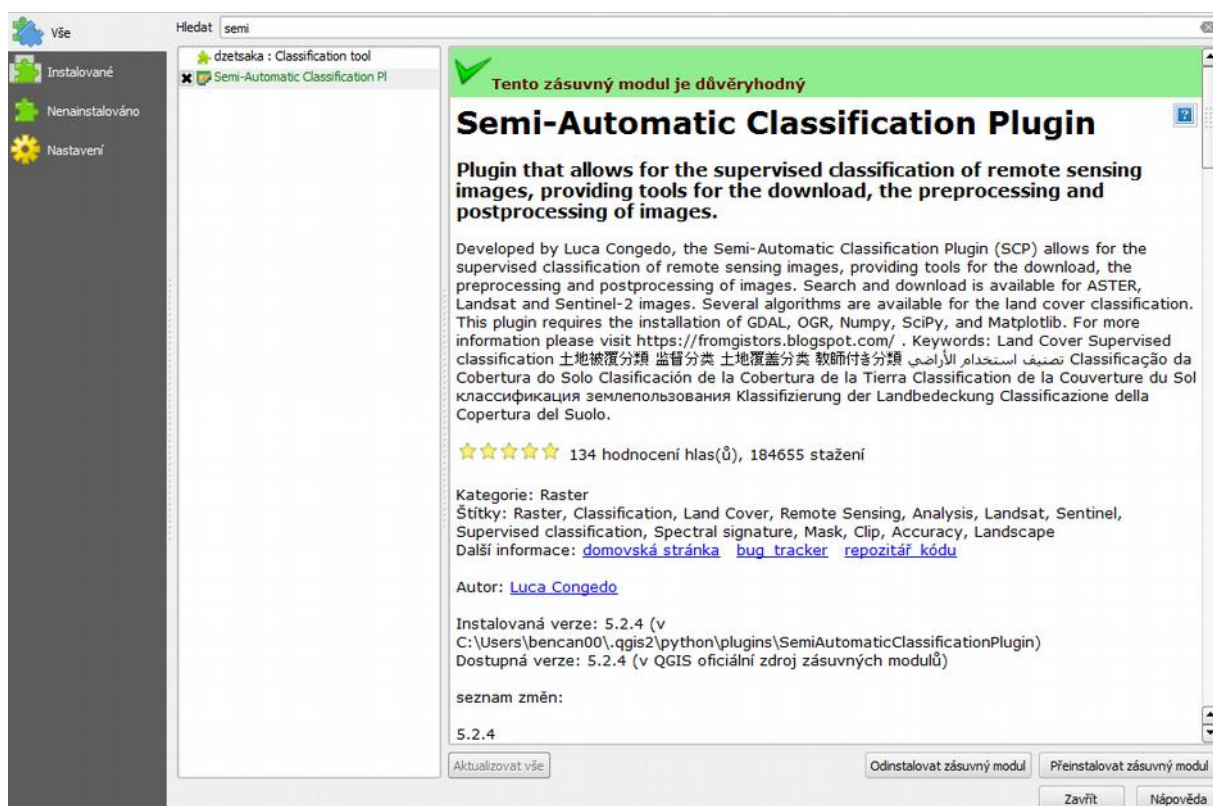 Vše
Instalované
Nenainstalováno
Nastavení
Hledat semi
dzetsaka : Classification tool
Semi-Automatic Classification Pl
Tento zásuvný modul je důvěryhodný
Semi-Automatic Classification Plugin
Plugin that allows for the supervised classification of remote sensing
images, providing tools for the download, the preprocessing and
postprocessing of images.
Developed by Luca Congedo, the Semi-Automatic Classification Plugin (SCP) allows for the
supervised classification of remote sensing images, providing tools for the download, the
preprocessing and postprocessing of images. Search and download is available for ASTER,
Landsat and Sentinel-2 images. Several algorithms are available for the land cover classification.
This plugin requires the installation of GDAL, OGR, Numpy, SciPy, and Matplotlib. For more
information please visit https://fromgistors.blogspot.com/ . Keywords: Land Cover Supervised
classification 土地被覆分類 监督分类 土地覆盖分类 教師付き分類 تصنيف استخدام الأراضي Classificação da
Cobertura do Solo Clasificación de la Cobertura de la Tierra Classification de la Couverture du Sol
классификация землепользования Klassifizierung der Landbedeckung Classificazione della
Copertura del Suolo.
134 hodnocení hlas(ů), 184655 stažení
Kategorie: Raster
Štítky: Raster, Classification, Land Cover, Remote Sensing, Analysis, Landsat, Sentinel,
Supervised classification, Spectral signature, Mask, Clip, Accuracy, Landscape
Další informace: domovská stránka bug tracker repozitář kódu
Autor: Luca Congedo
Instalovaná verze: 5.2.4 (v
C:\Users\bencan00\.qgis2\python\plugins\SemiAutomaticClassificationPlugin)
Dostupná verze: 5.2.4 (v QGIS oficiální zdroj zásuvných modulů)
seznam změn:
5.2.4
Aktualizovat vše
Odinstalovat zásuvný modul
Přeinstalovat zásuvný modul
Zavřít
Nápověda